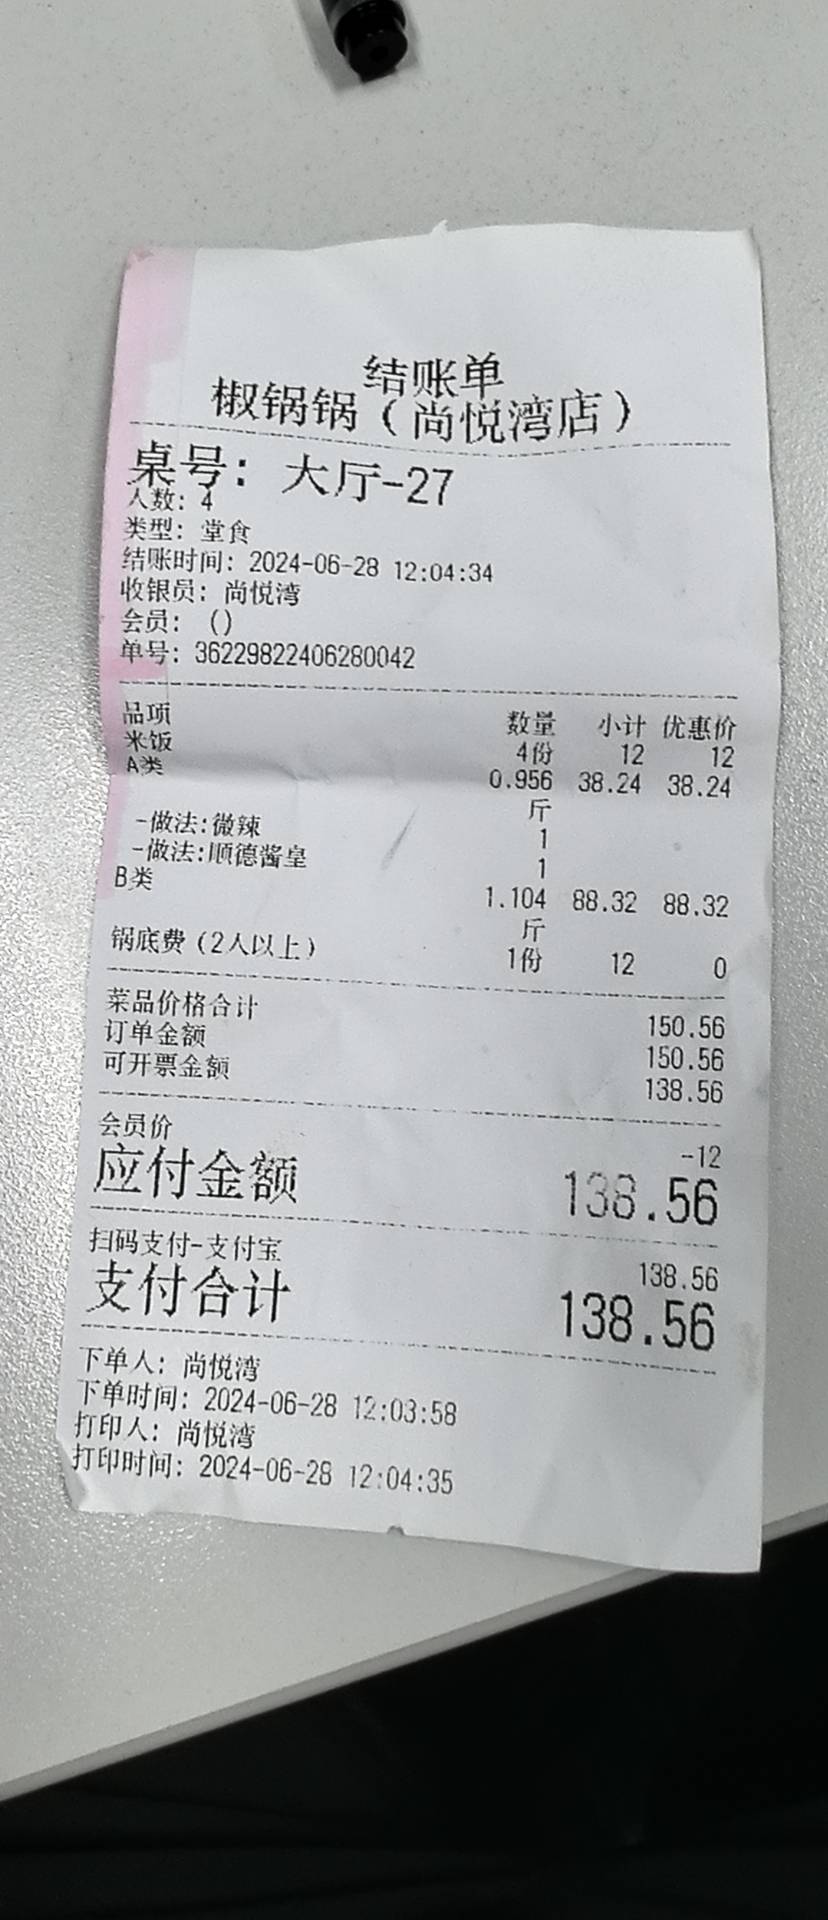 结账单
椒锅锅（尚悦湾店）
桌号：大厅-27
人数：4
类型：堂食
结账时间：2024-06-28 12:04:34
收银员：尚悦湾
会员：()
单号：36229822406280042
品项 数量 小计 优惠价
米饭 4份 12 12
A类 0.956 38.24 38.24
斤
-做法:微辣 1
-做法:顺德酱皇 1
B类 1.104 88.32 88.32
斤
锅底费（2人以上） 1份 12 0
菜品价格合计 150.56
订单金额 150.56
可开票金额 138.56
会员价 -12
应付金额 138.56
扫码支付-支付宝 138.56
支付合计 138.56
下单人：尚悦湾
下单时间：2024-06-28 12:03:58
打印人：尚悦湾
打印时间：2024-06-28 12:04:35